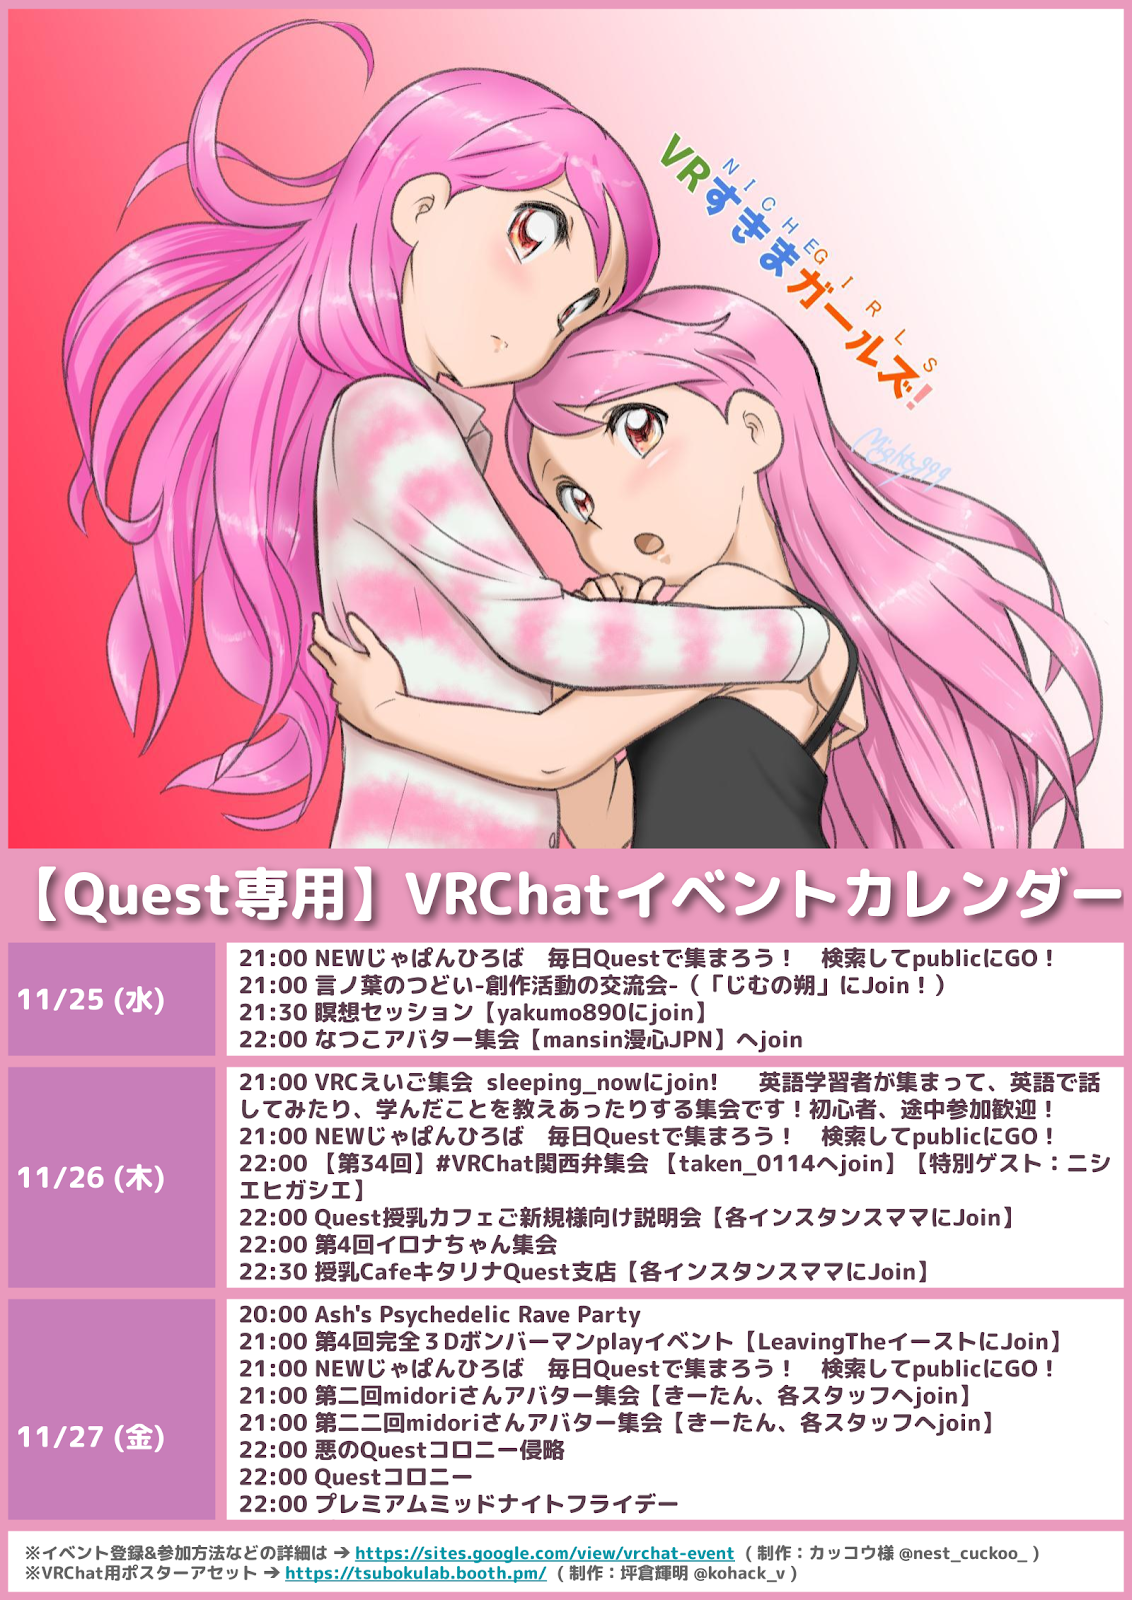 NICHE GIRLS
VRすきまガールズ!
Mighty999
【Quest専用】VRChatイベントカレンダー
11/25 (水)
21:00 NEWじゃぱんひろば　毎日Questで集まろう！　検索してpublicにGO！
21:00 言ノ葉のつどい-創作活動の交流会-（「じむの朔」にJoin！）
21:30 瞑想セッション【yakumo890にjoin】
22:00 なつこアバター集会【mansin漫心JPN】へjoin
11/26 (木)
21:00 VRCえいご集会 sleeping_nowにjoin!　 英語学習者が集まって、英語で話
してみたり、学んだことを教えあったりする集会です！初心者、途中参加歓迎！
21:00 NEWじゃぱんひろば　毎日Questで集まろう！　検索してpublicにGO！
22:00 【第34回】#VRChat関西弁集会 【taken_0114へjoin】【特別ゲスト：ニシ
エヒガシエ】
22:00 Quest授乳カフェご新規様向け説明会【各インスタンスママにJoin】
22:00 第4回イロナちゃん集会
22:30 授乳CafeキタリナQuest支店【各インスタンスママにJoin】
11/27 (金)
20:00 Ash's Psychedelic Rave Party
21:00 第4回完全３Dボンバーマンplayイベント【LeavingTheイーストにJoin】
21:00 NEWじゃぱんひろば　毎日Questで集まろう！　検索してpublicにGO！
21:00 第二回midoriさんアバター集会【きーたん、各スタッフへjoin】
21:00 第二二回midoriさんアバター集会【きーたん、各スタッフへjoin】
22:00 悪のQuestコロニー侵略
22:00 Questコロニー
22:00 プレミアムミッドナイトフライデー
※イベント登録&参加方法などの詳細は ➔ https://sites.google.com/view/vrchat-event （ 制作：カッコウ様 @nest_cuckoo_ ）
※VRChat用ポスターアセット ➔ https://tsubokulab.booth.pm/ （ 制作：坪倉輝明 @kohack_v ）